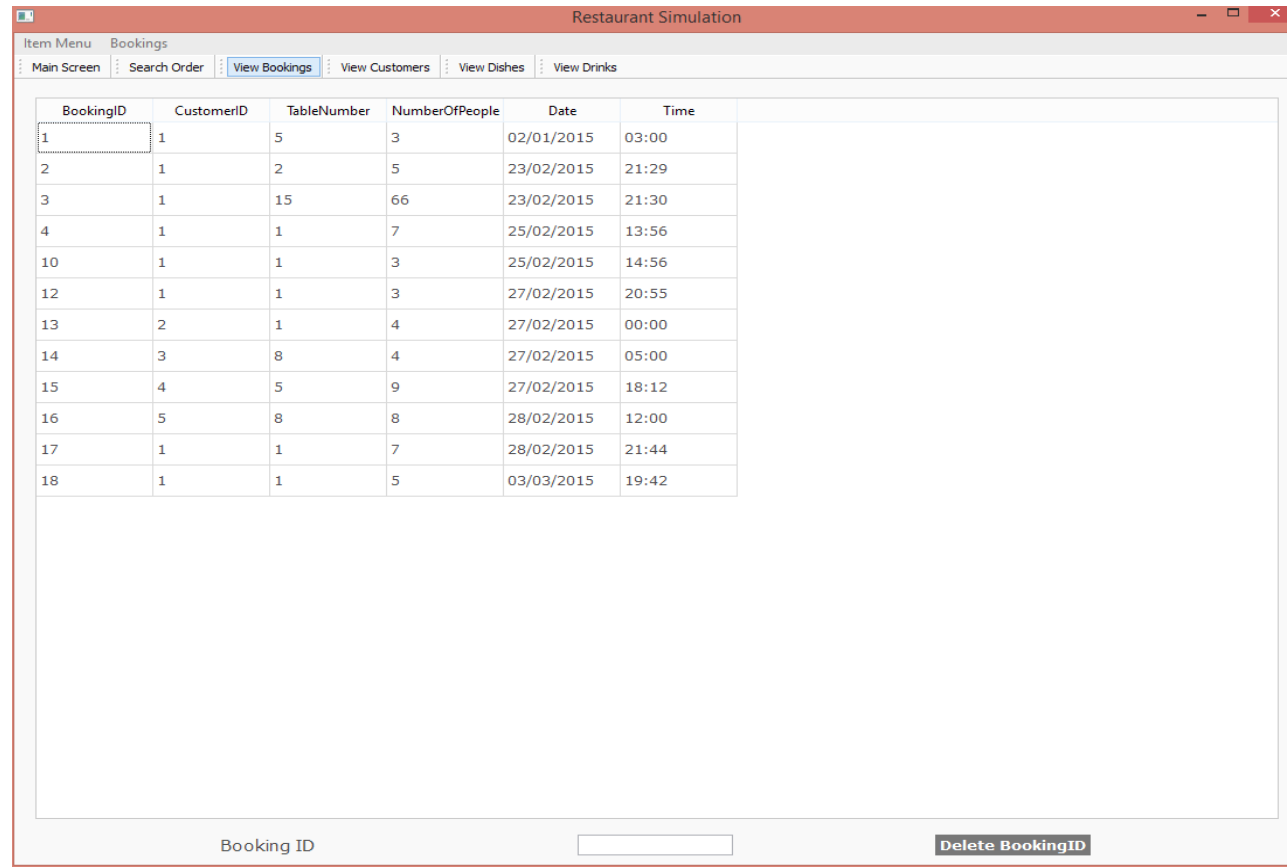 Restaurant Simulation
Item Menu Bookings
Main Screen Search Order View Bookings View Customers View Dishes View Drinks
BookingID CustomerID TableNumber NumberOfPeople Date Time
1 1 5 3 02/01/2015 03:00
2 1 2 5 23/02/2015 21:29
3 1 15 66 23/02/2015 21:30
4 1 1 7 25/02/2015 13:56
10 1 1 3 25/02/2015 14:56
12 1 1 3 27/02/2015 20:55
13 2 1 4 27/02/2015 00:00
14 3 8 4 27/02/2015 05:00
15 4 5 9 27/02/2015 18:12
16 5 8 8 28/02/2015 12:00
17 1 1 7 28/02/2015 21:44
18 1 1 5 03/03/2015 19:42
Booking ID Delete BookingID